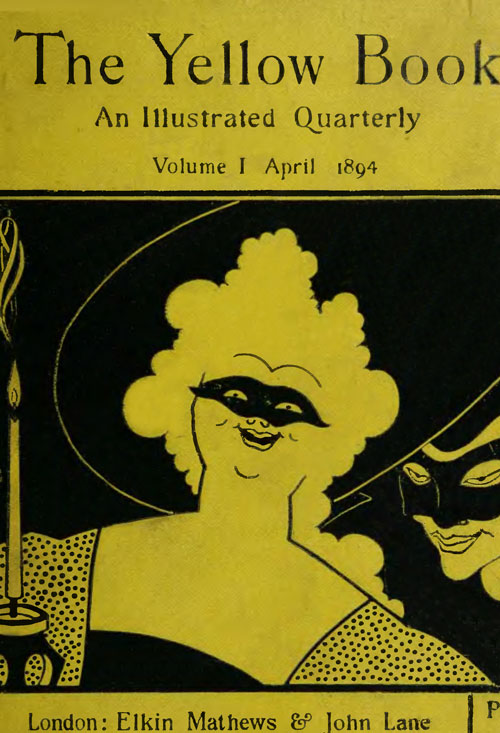 The Yellow Book
An Illustrated Quarterly
Volume I April 1894
London: Elkin Mathews & John Lane